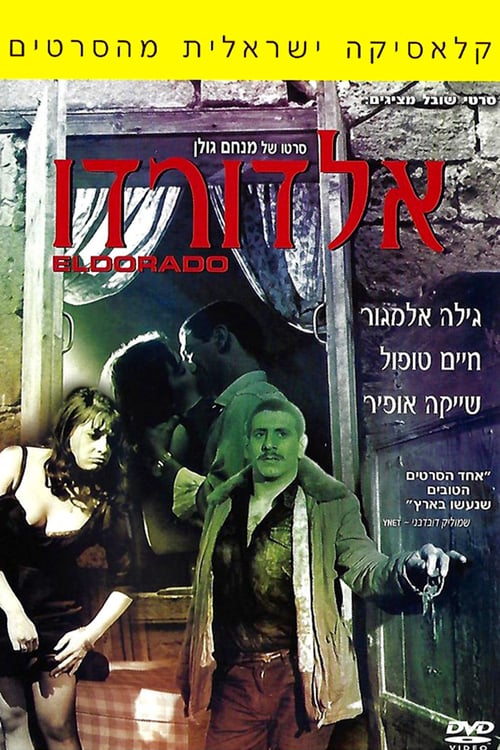 קלאסיקה ישראלית מהסרטים
סרטי שובל מציגים:
סרטו של מנחם גולן
אלדורדו
ELDORADO
גילה אלמגור
חיים טופול
שייקה אופיר
"אחד הסרטים
הטובים
שנעשו בארץ"
שמוליק דובדבני - YNET
DVD
VIDEO